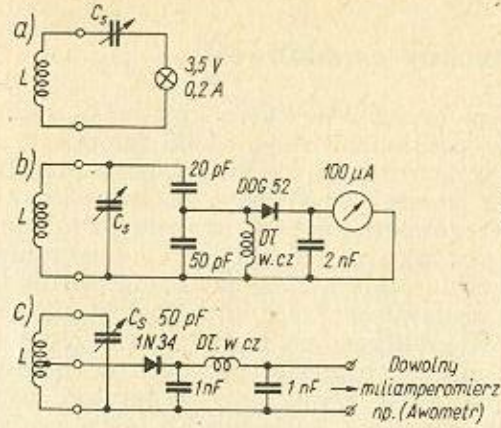 a)
Cs
L
3,5 V
0,2 A
b)
20 pF
DOG 52
100 µA
L
Cs
50 pF
Dł.
w.cz
2 nF
c)
Cs 50 pF
1N34 Dł. w cz
L
1nF
1 nF
Dowolny
miliamperomierz
np. (Awometr)